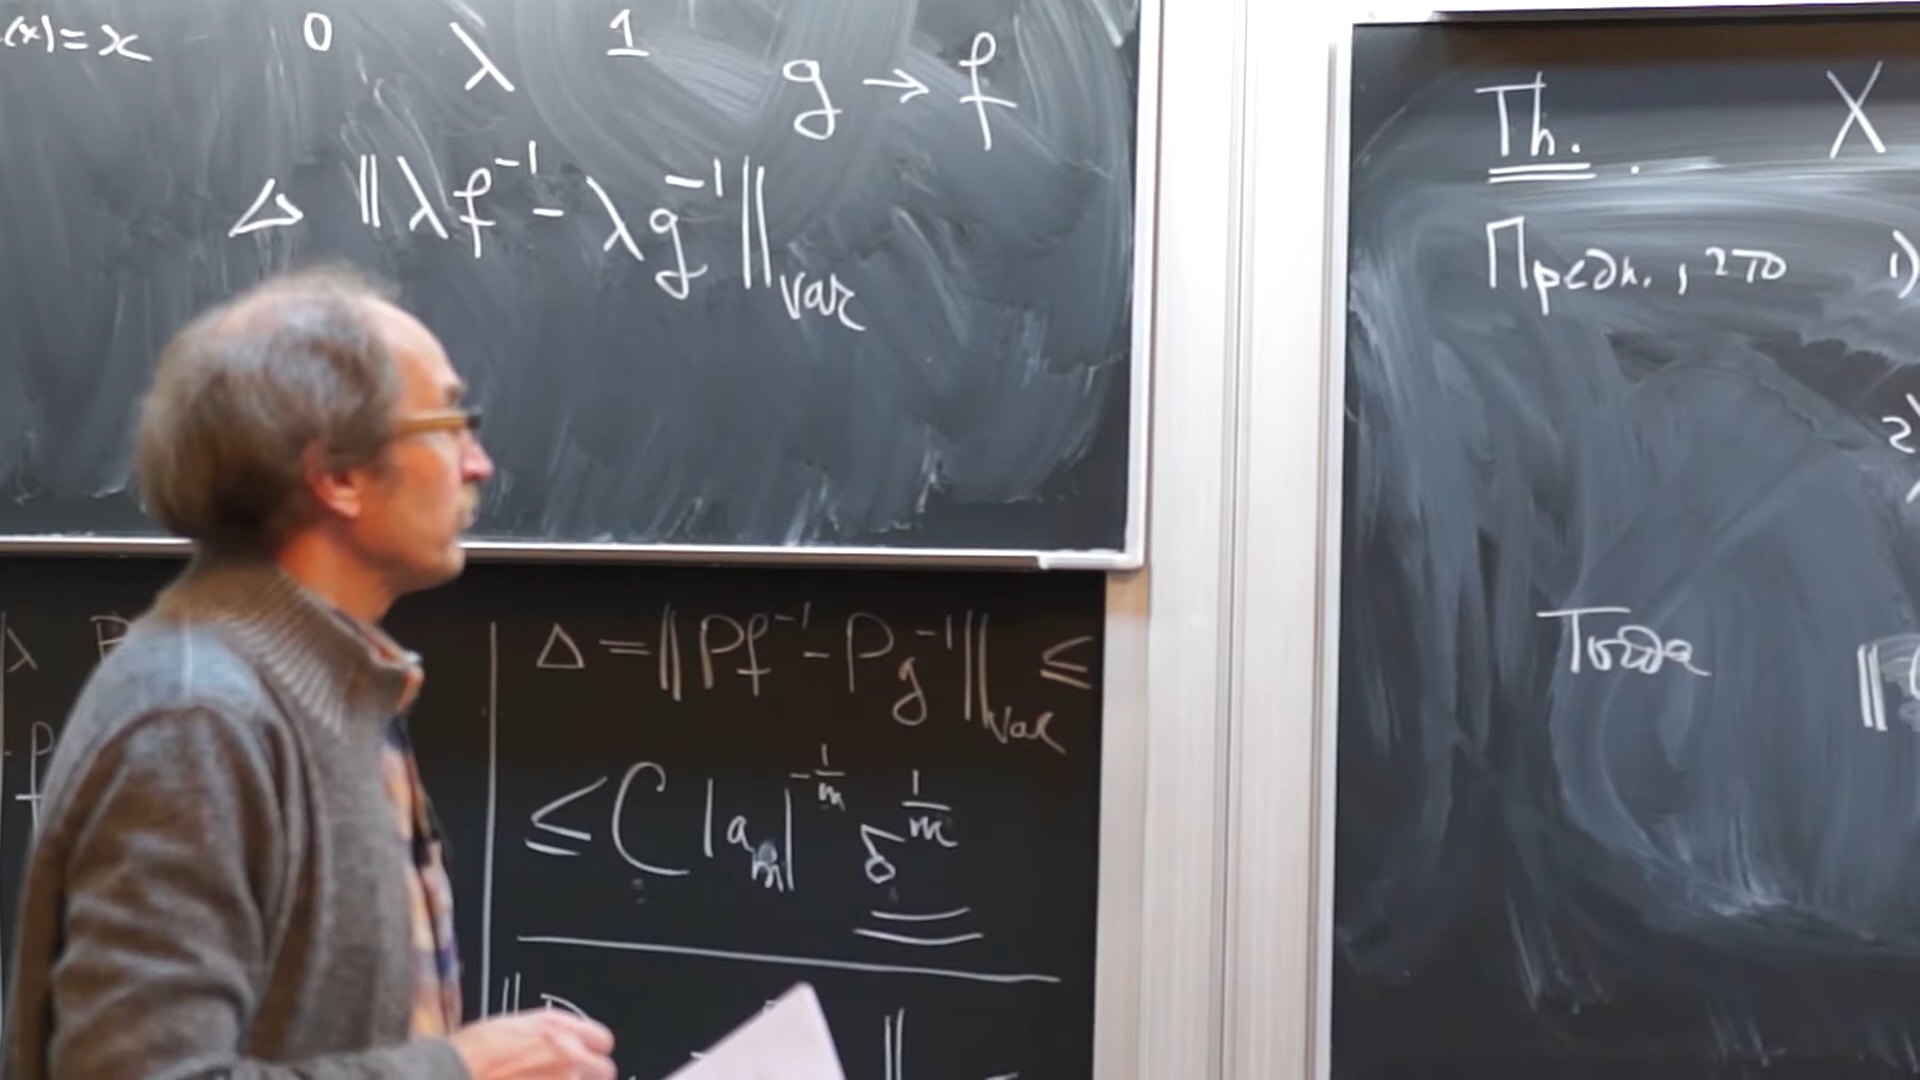 (x)=x 0 λ 1 g → f
Δ ‖λf⁻¹ - λg⁻¹‖var
λ P
Δ = ‖Pf⁻¹ - Pg⁻¹‖var ≤
≤ C |aₘ|^{-1/m} δ^{1/m}
Th. X
Предп., что 1)
2)
Тогда ‖